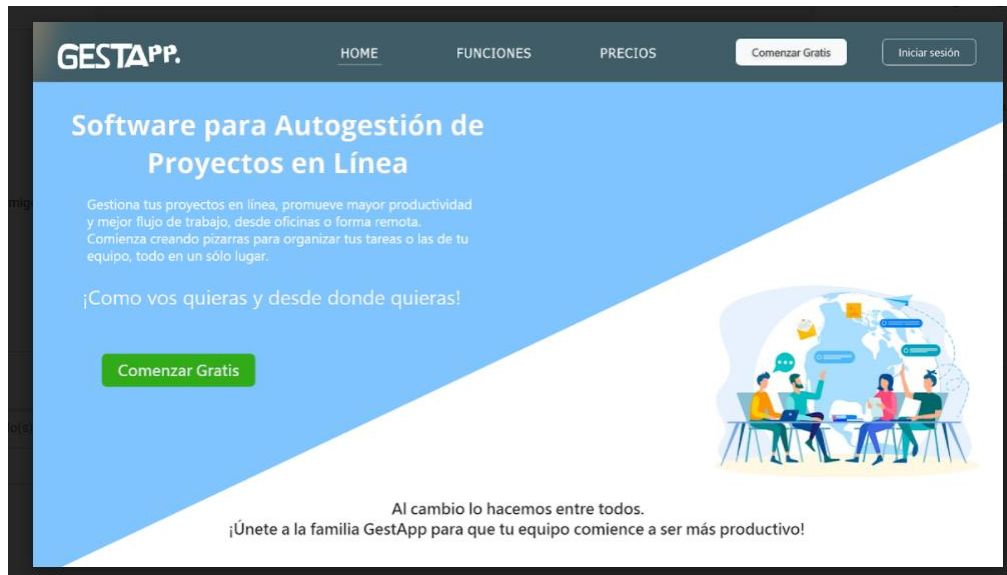 GESTAPP.
HOME
FUNCIONES
PRECIOS
Comenzar Gratis
Iniciar sesión
Software para Autogestión de
Proyectos en Línea
Gestiona tus proyectos en línea, promueve mayor productividad
y mejor flujo de trabajo, desde oficinas o forma remota.
Comienza creando pizarras para organizar tus tareas o las de tu
equipo, todo en un sólo lugar.
¡Como vos quieras y desde donde quieras!
Comenzar Gratis
Al cambio lo hacemos entre todos.
¡Únete a la familia GestApp para que tu equipo comience a ser más productivo!